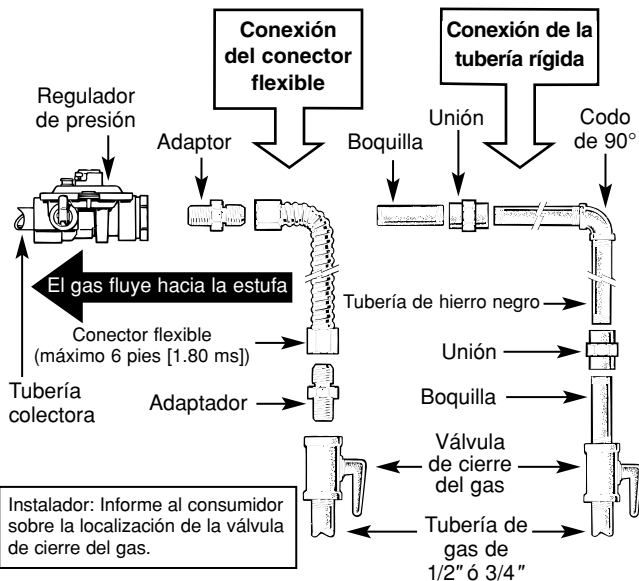 Conexión
del conector
flexible
Conexión de la
tubería rígida
Regulador
de presión
Adaptor
Boquilla
Unión
Codo
de 90°
El gas fluye hacia la estufa
Tubería de hierro negro
Conector flexible
(máximo 6 pies [1.80 ms])
Unión
Tubería
colectora
Adaptador
Boquilla
Válvula
de cierre
del gas
Instalador: Informe al consumidor
sobre la localización de la válvula
de cierre del gas.
Tubería de
gas de
1/2" ó 3/4"